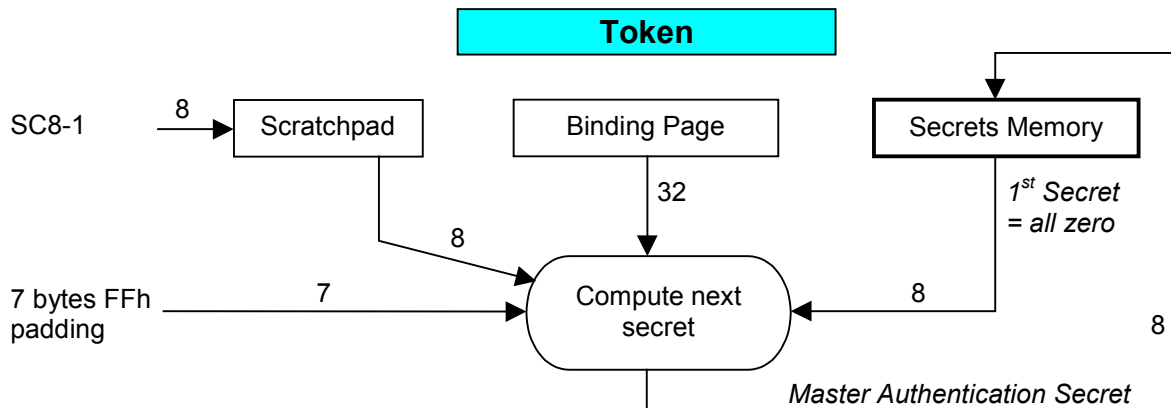 Token
8
SC8-1
Scratchpad
Binding Page
Secrets Memory
32
1st Secret
= all zero
8
7 bytes FFh
padding
7
Compute next
secret
8
8
Master Authentication Secret